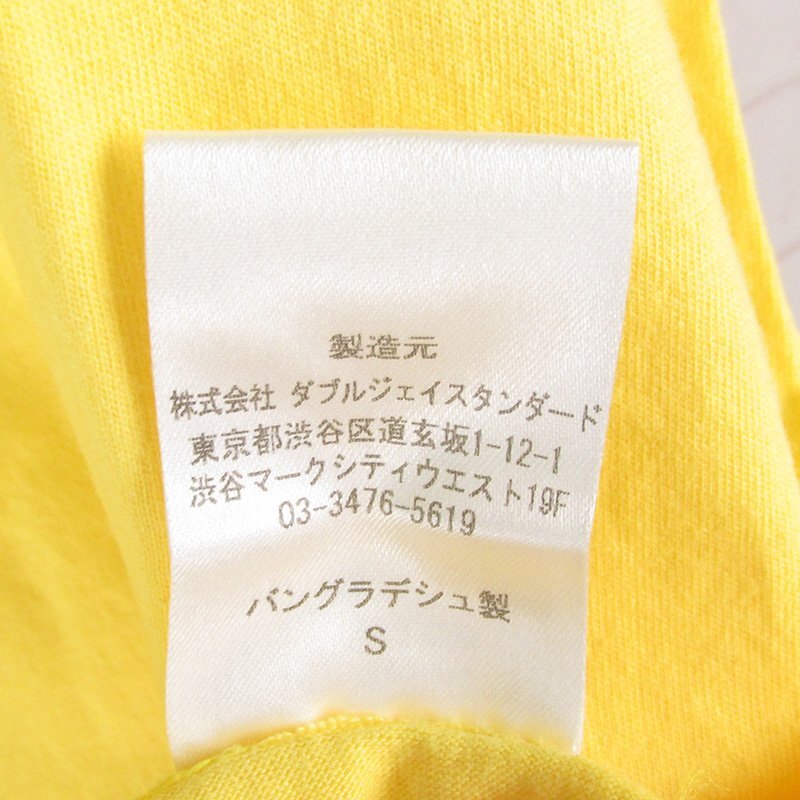 製造元
株式会社 ダブルジェイスタンダード
東京都渋谷区道玄坂1-12-1
渋谷マークシティウエスト19F
03-3476-5619
バングラデシュ製
S